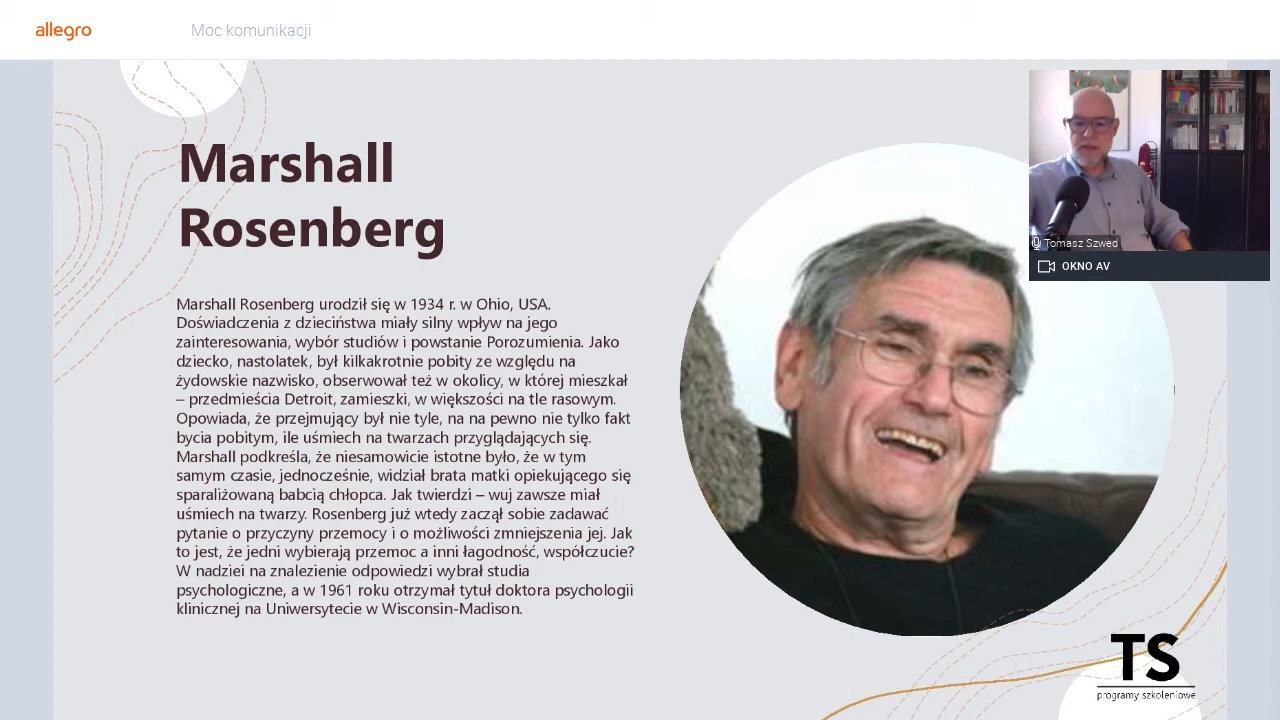 allegro
Moc komunikacji
Marshall
Rosenberg
Marshall Rosenberg urodził się w 1934 r. w Ohio, USA.
Doświadczenia z dzieciństwa miały silny wpływ na jego
zainteresowania, wybór studiów i powstanie Porozumienia. Jako
dziecko, nastolatek, był kilkakrotnie pobity ze względu na
żydowskie nazwisko, obserwował też w okolicy, w której mieszkał
– przedmieścia Detroit, zamieszki, w większości na tle rasowym.
Opowiada, że przejmujący był nie tyle, na na pewno nie tylko fakt
bycia pobitym, ile uśmiech na twarzach przyglądających się.
Marshall podkreśla, że niesamowicie istotne było, że w tym
samym czasie, jednocześnie, widział brata matki opiekującego się
sparaliżowaną babcią chłopca. Jak twierdzi – wuj zawsze miał
uśmiech na twarzy. Rosenberg już wtedy zaczął sobie zadawać
pytanie o przyczyny przemocy i o możliwości zmniejszenia jej. Jak
to jest, że jedni wybierają przemoc a inni łagodność, współczucie?
W nadziei na znalezienie odpowiedzi wybrał studia
psychologiczne, a w 1961 roku otrzymał tytuł doktora psychologii
klinicznej na Uniwersytecie w Wisconsin-Madison.
Tomasz Szwed
OKNO AV
TS
programy szkoleniowe